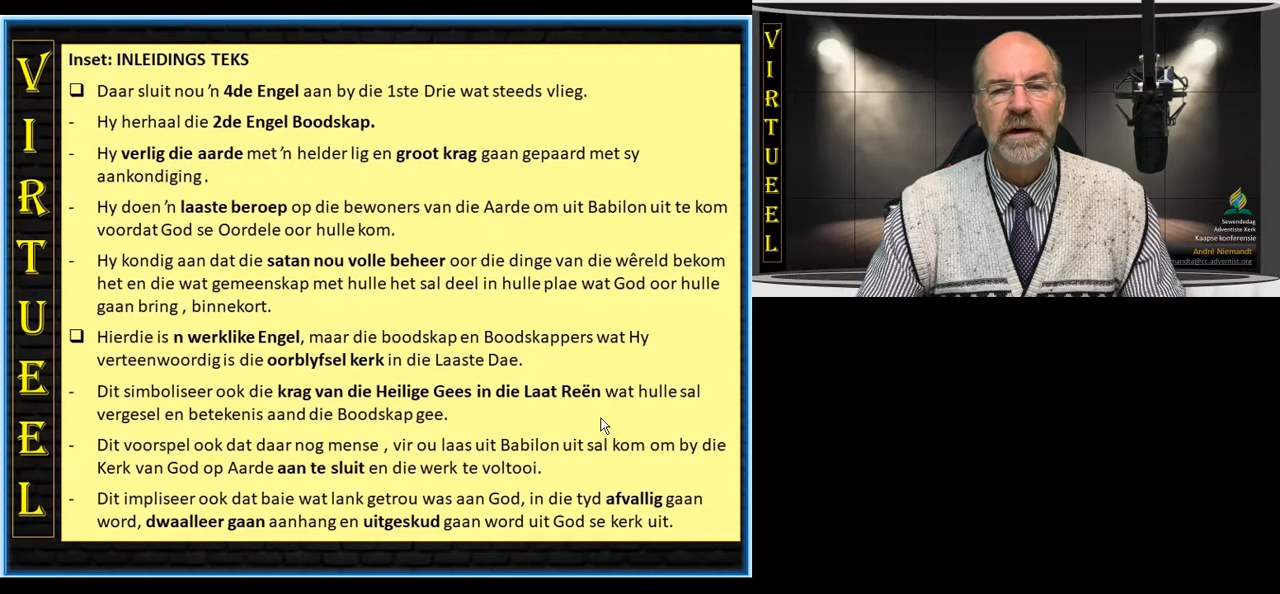 VIRTUEEL
Inset: INLEIDINGS TEKS
❑ Daar sluit nou 'n 4de Engel aan by die 1ste Drie wat steeds vlieg.
- Hy herhaal die 2de Engel Boodskap.
- Hy verlig die aarde met 'n helder lig en groot krag gaan gepaard met sy
aankondiging .
- Hy doen 'n laaste beroep op die bewoners van die Aarde om uit Babilon uit te kom
voordat God se Oordele oor hulle kom.
- Hy kondig aan dat die satan nou volle beheer oor die dinge van die wêreld bekom
het en die wat gemeenskap met hulle het sal deel in hulle plae wat God oor hulle
gaan bring , binnekort.
❑ Hierdie is n werklike Engel, maar die boodskap en Boodskappers wat Hy
verteenwoordig is die oorblyfsel kerk in die Laaste Dae.
- Dit simboliseer ook die krag van die Heilige Gees in die Laat Reën wat hulle sal
vergesel en betekenis aand die Boodskap gee.
- Dit voorspel ook dat daar nog mense , vir ou laas uit Babilon uit sal kom om by die
Kerk van God op Aarde aan te sluit en die werk te voltooi.
- Dit impliseer ook dat baie wat lank getrou was aan God, in die tyd afvallig gaan
word, dwaalleer gaan aanhang en uitgeskud gaan word uit God se kerk uit.
VIRTUEEL
Sewendedag
Adventiste Kerk
Kaapse konferensie
André Niemandt
mandta@cc.adventist.org